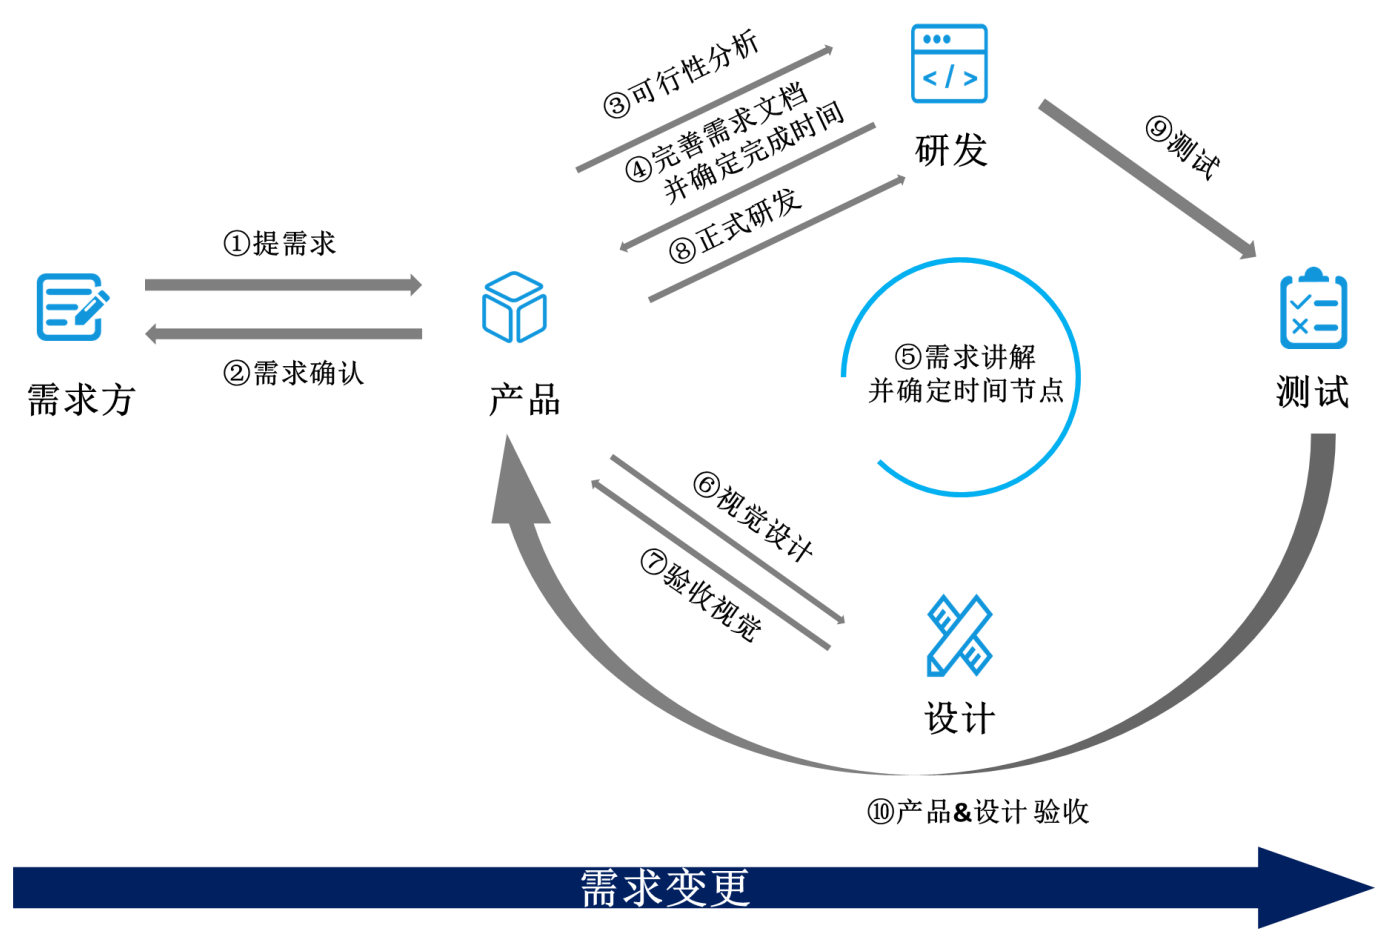 ③可行性分析
④完善需求文档
并确定完成时间
⑧正式研发
</>
研发
⑨测试
①提需求
②需求确认
需求方
产品
⑤需求讲解
并确定时间节点
测试
⑥视觉设计
⑦验收视觉
设计
⑩产品&设计 验收
需求变更